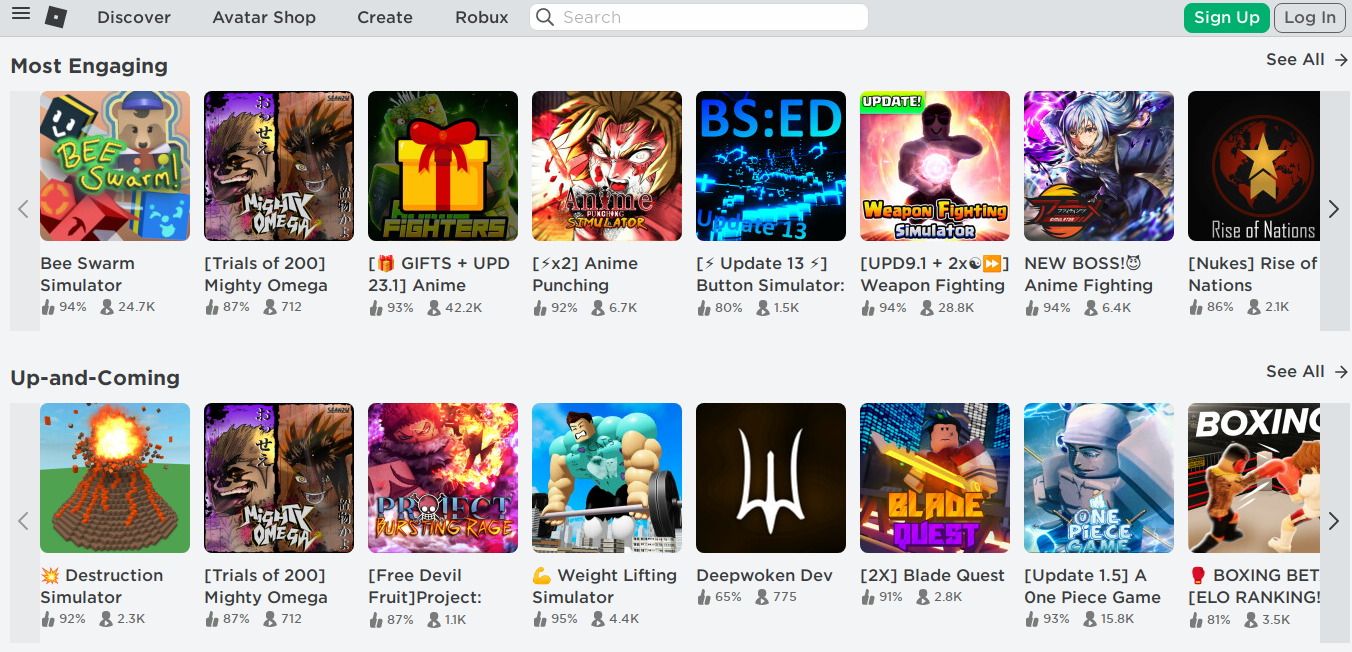 Discover Avatar Shop Create Robux Search Sign Up Log In
Most Engaging See All →
BEE Swarm!
おのせえ
SEANZU
MIGHTY OMEGA
FIGHTERS
Anime PUNCHING SIMULATOR
BS:ED
Update 13
UPDATE!
Weapon Fighting Simulator
Rise of Nations
Bee Swarm Simulator
94% 24.7K
[Trials of 200] Mighty Omega
87% 712
[🎁 GIFTS + UPD 23.1] Anime
93% 42.2K
[⚡x2] Anime Punching
92% 6.7K
[⚡ Update 13 ⚡] Button Simulator:
80% 1.5K
[UPD9.1 + 2x☯⏩] Weapon Fighting
94% 28.8K
NEW BOSS!😈 Anime Fighting
94% 6.4K
[Nukes] Rise of Nations
86% 2.1K
Up-and-Coming See All →
SEANZU
MIGHTY OMEGA
PROJECT BURSTING RAGE
BLADE QUEST
ONE PIECE GAME
BOXING
💥 Destruction Simulator
92% 2.3K
[Trials of 200] Mighty Omega
87% 712
[Free Devil Fruit]Project:
87% 1.1K
💪 Weight Lifting Simulator
95% 4.4K
Deepwoken Dev
65% 775
[2X] Blade Quest
91% 2.8K
[Update 1.5] A 0ne Piece Game
93% 15.8K
🥊 BOXING BET [ELO RANKING!
81% 3.5K